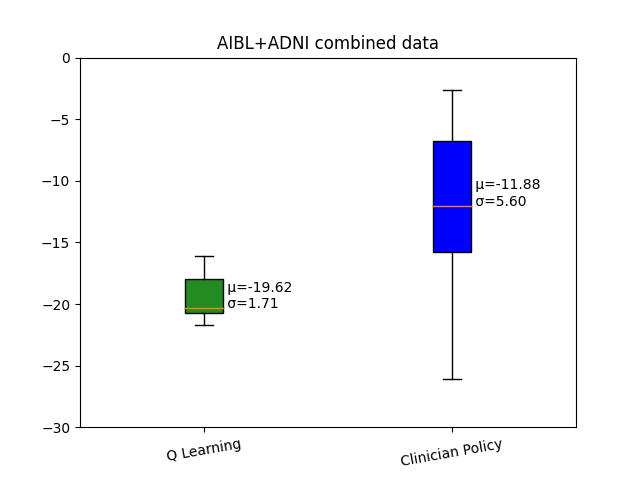 AIBL+ADNI combined data
0
−5
−10
−15
−20
−25
−30
μ=-19.62
σ=1.71
μ=-11.88
σ=5.60
Q Learning
Clinician Policy